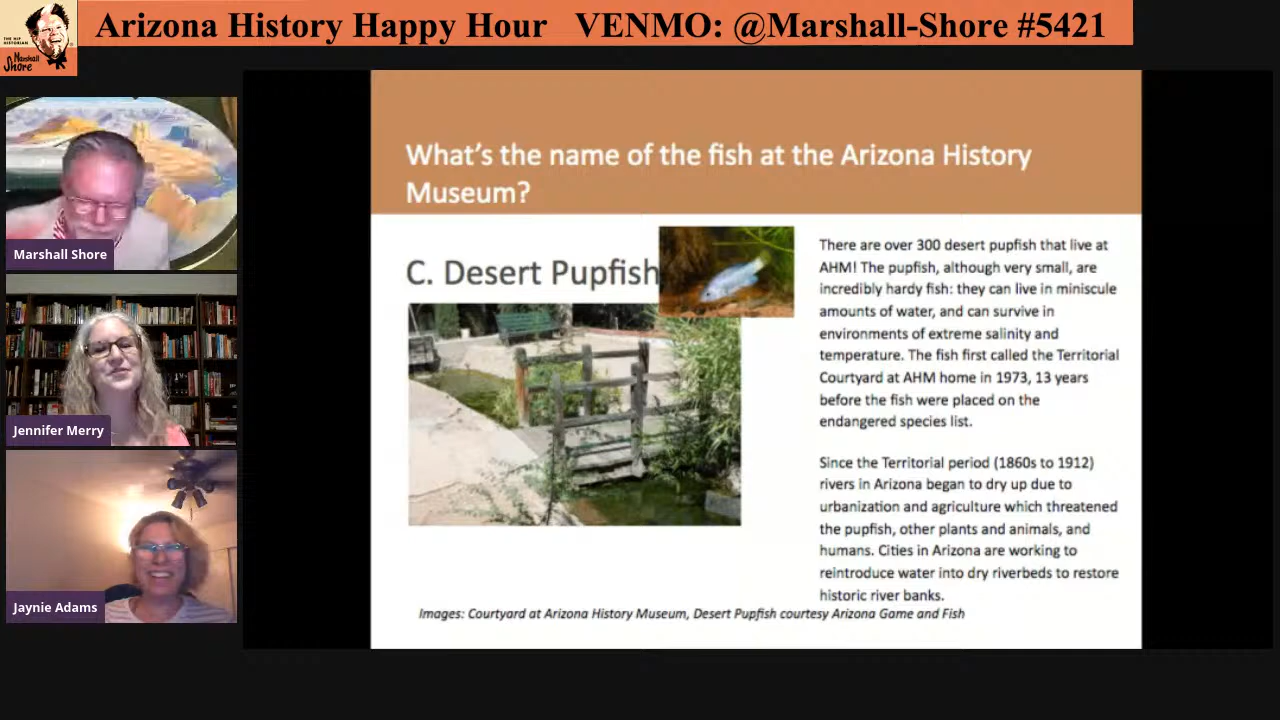 Arizona History Happy Hour VENMO: @Marshall-Shore #5421
THE HIP
HISTORIAN
Marshall
Shore
Marshall Shore
Jennifer Merry
Jaynie Adams
What's the name of the fish at the Arizona History
Museum?
C. Desert Pupfish
There are over 300 desert pupfish that live at
AHM! The pupfish, although very small, are
incredibly hardy fish: they can live in miniscule
amounts of water, and can survive in
environments of extreme salinity and
temperature. The fish first called the Territorial
Courtyard at AHM home in 1973, 13 years
before the fish were placed on the
endangered species list.
Since the Territorial period (1860s to 1912)
rivers in Arizona began to dry up due to
urbanization and agriculture which threatened
the pupfish, other plants and animals, and
humans. Cities in Arizona are working to
reintroduce water into dry riverbeds to restore
historic river banks.
Images: Courtyard at Arizona History Museum, Desert Pupfish courtesy Arizona Game and Fish